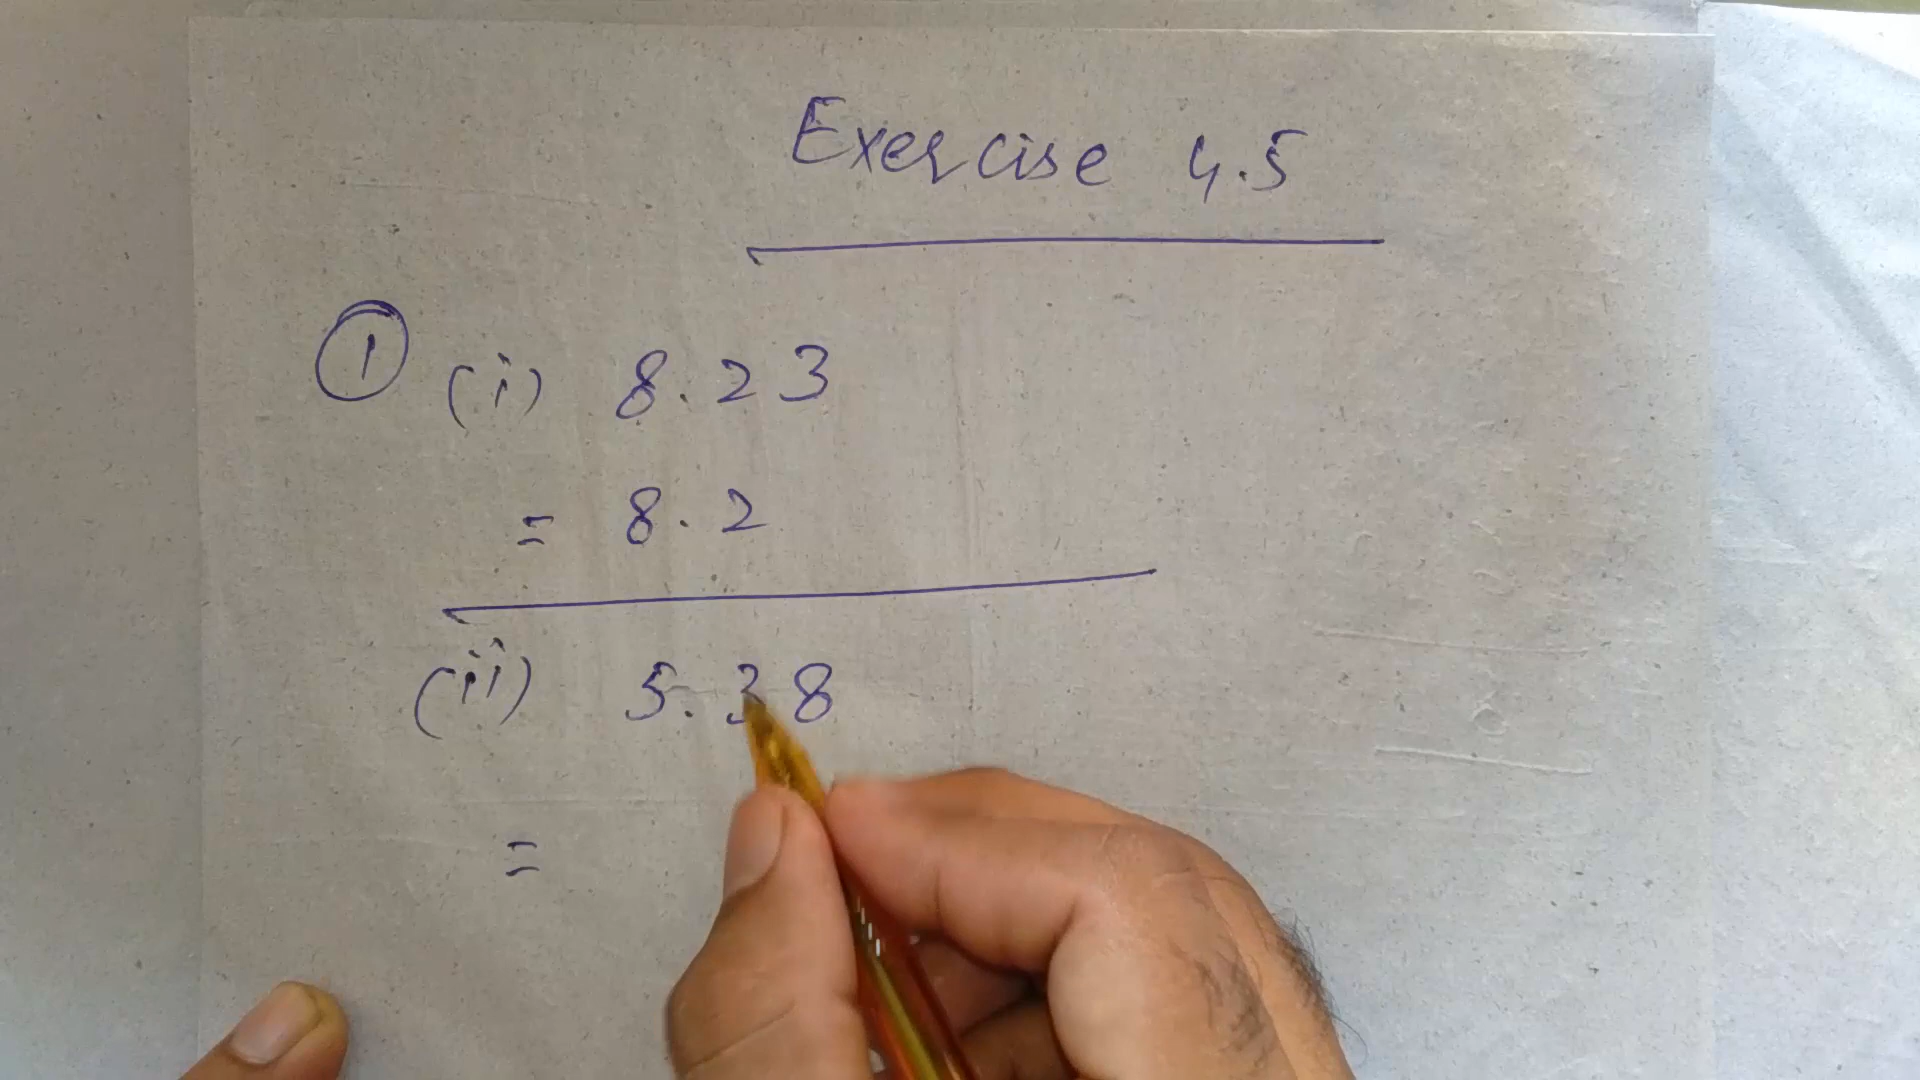 Exercise 4.5
1 (i) 8.23
= 8.2
(ii) 5.38
=